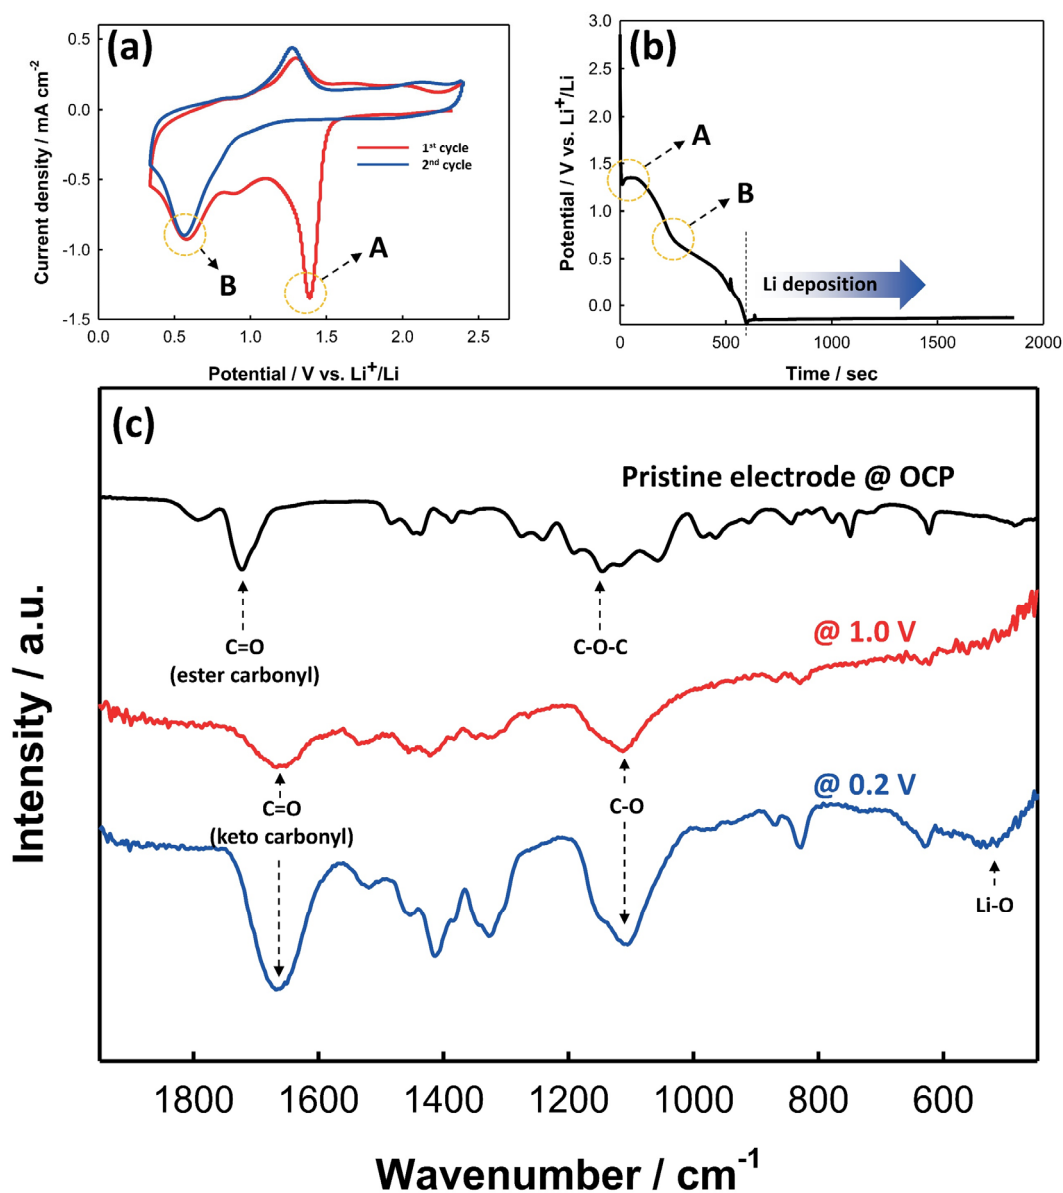 (a)
0.5
0.0
-0.5
-1.0
-1.5
Current density / mA cm-2
1st cycle
2nd cycle
A
B
0.0 0.5 1.0 1.5 2.0 2.5
Potential / V vs. Li+/Li
(b)
3.0
2.5
2.0
1.5
1.0
0.5
0.0
Potential / V vs. Li+/Li
A
B
Li deposition
0 500 1000 1500 2000
Time / sec
(c)
Pristine electrode @ OCP
C=O
(ester carbonyl)
C-O-C
@ 1.0 V
C=O
(keto carbonyl)
C-O
@ 0.2 V
Li-O
Intensity / a.u.
1800 1600 1400 1200 1000 800 600
Wavenumber / cm-1